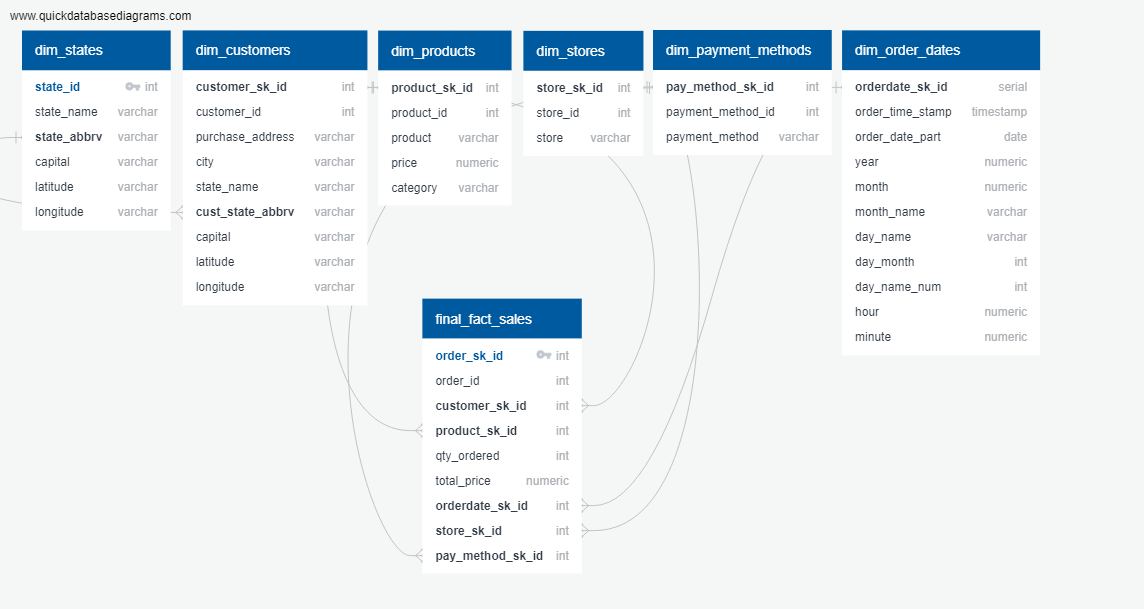 www.quickdatabasediagrams.com
dim_states
state_id int
state_name varchar
state_abbrv varchar
capital varchar
latitude varchar
longitude varchar
dim_customers
customer_sk_id int
customer_id int
purchase_address varchar
city varchar
state_name varchar
cust_state_abbrv varchar
capital varchar
latitude varchar
longitude varchar
dim_products
product_sk_id int
product_id int
product varchar
price numeric
category varchar
dim_stores
store_sk_id int
store_id int
store varchar
dim_payment_methods
pay_method_sk_id int
payment_method_id int
payment_method varchar
dim_order_dates
orderdate_sk_id serial
order_time_stamp timestamp
order_date_part date
year numeric
month numeric
month_name varchar
day_name varchar
day_month int
day_name_num int
hour numeric
minute numeric
final_fact_sales
order_sk_id int
order_id int
customer_sk_id int
product_sk_id int
qty_ordered int
total_price numeric
orderdate_sk_id int
store_sk_id int
pay_method_sk_id int